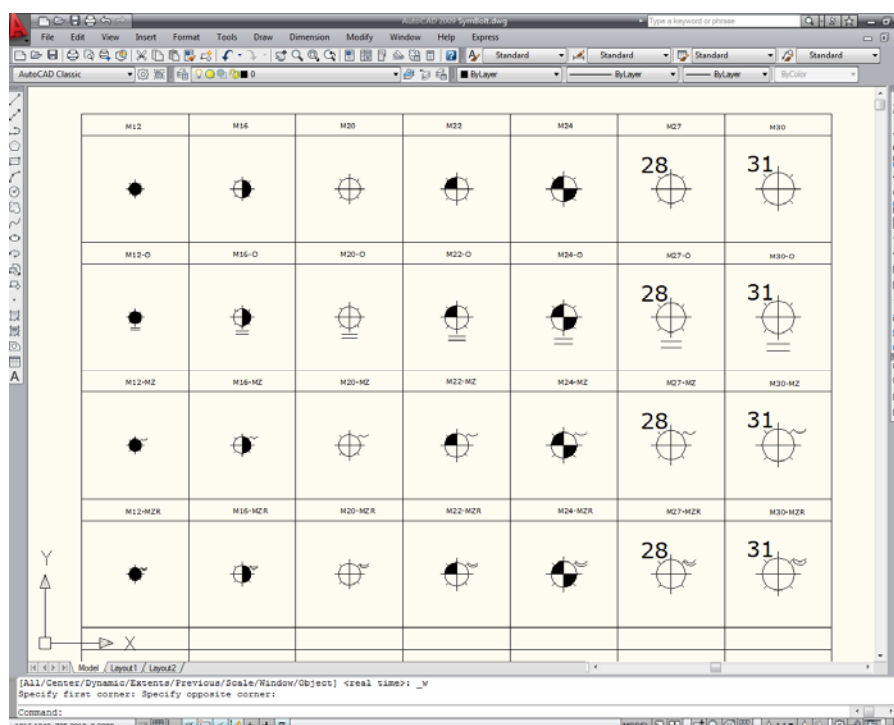 AutoCAD 2009 SymBolt.dwg
Type a keyword or phrase
File Edit View Insert Format Tools Draw Dimension Modify Window Help Express
Standard Standard Standard Standard
AutoCAD Classic 0 ByLayer ByLayer ByLayer ByColor
M12 M16 M20 M22 M24 M27 M30
28 31
M12-O M16-O M20-O M22-O M24-O M27-O M30-O
28 31
M12-MZ M16-MZ M20-MZ M22-MZ M24-MZ M27-MZ M30-MZ
28 31
M12-MZR M16-MZR M20-MZR M22-MZR M24-MZR M27-MZR M30-MZR
28 31
Y
X
A
Model Layout1 Layout2
[All/Center/Dynamic/Extents/Previous/Scale/Window/Object] <real time>: _w
Specify first corner: Specify opposite corner:
Command: